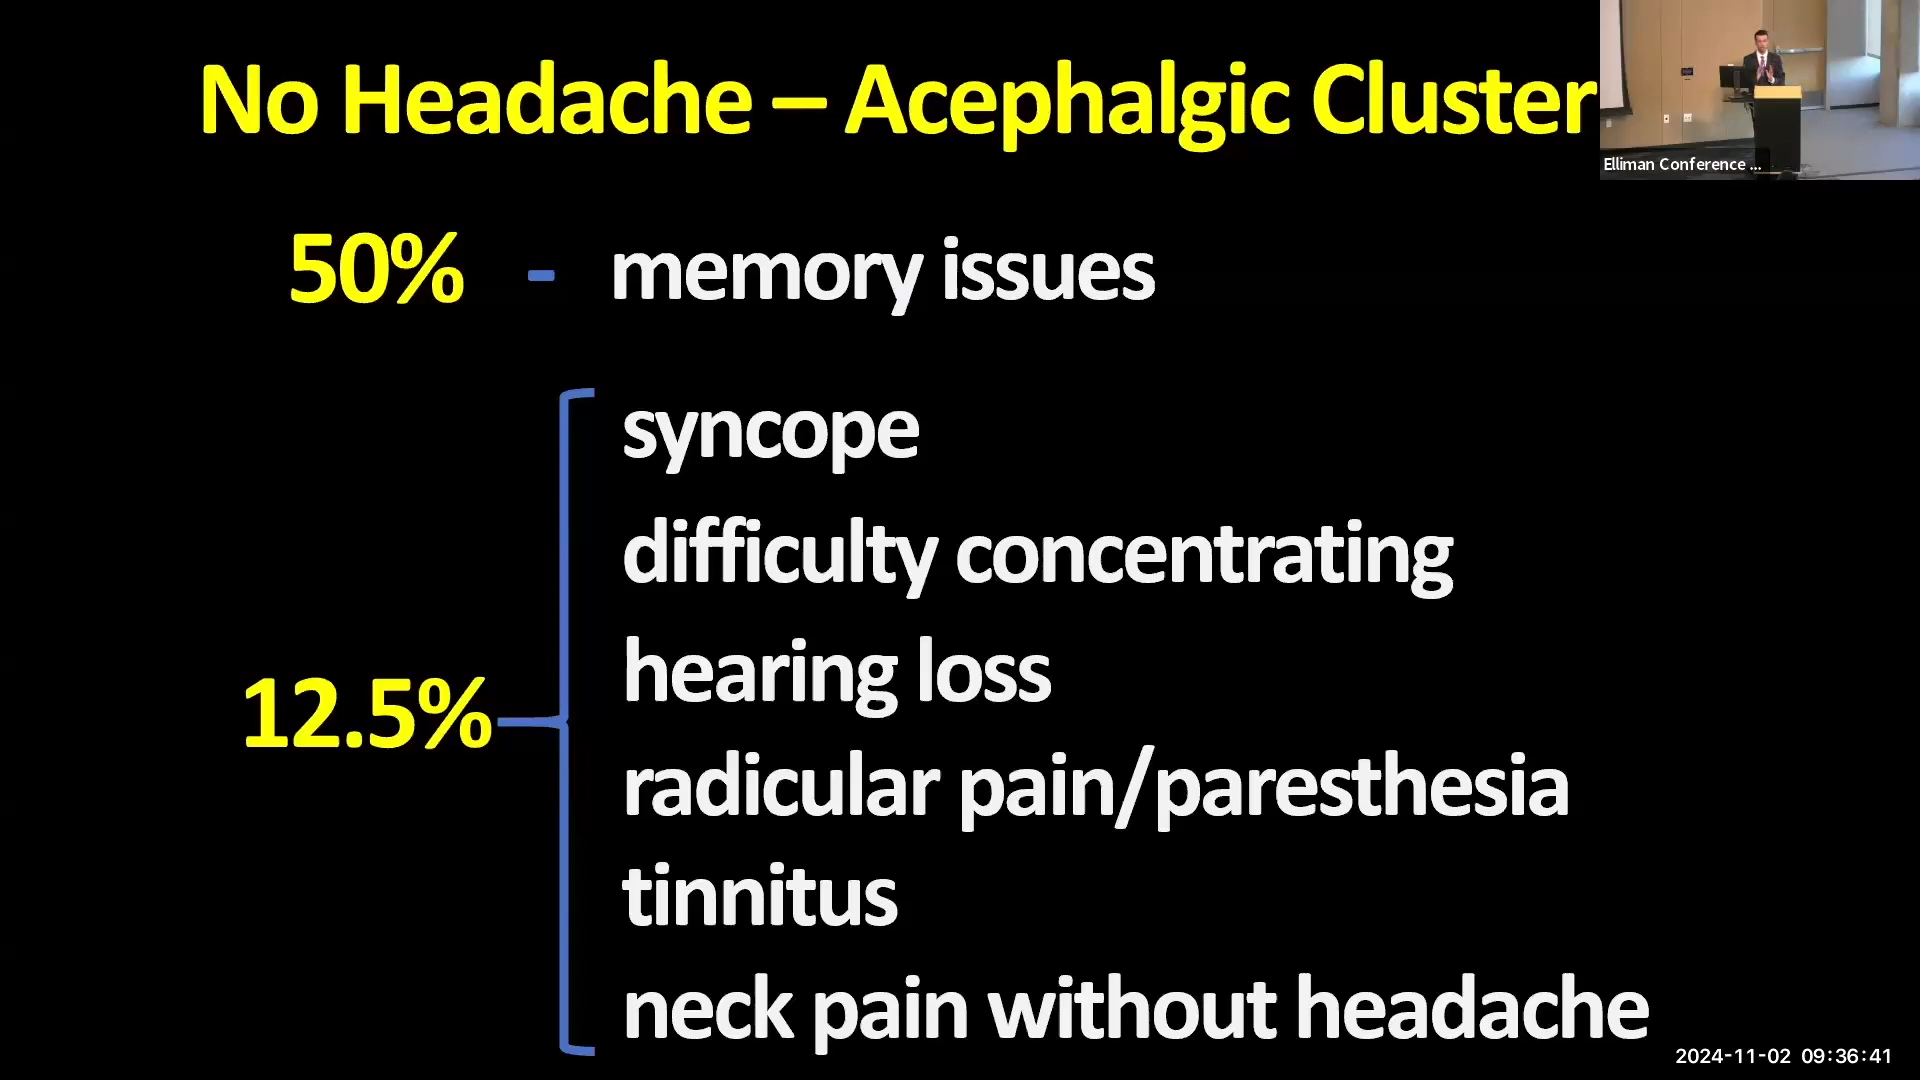 No Headache – Acephalgic Cluster
Elliman Conference ...
50% - memory issues
syncope
difficulty concentrating
hearing loss
12.5%
radicular pain/paresthesia
tinnitus
neck pain without headache
2024-11-02 09:36:41